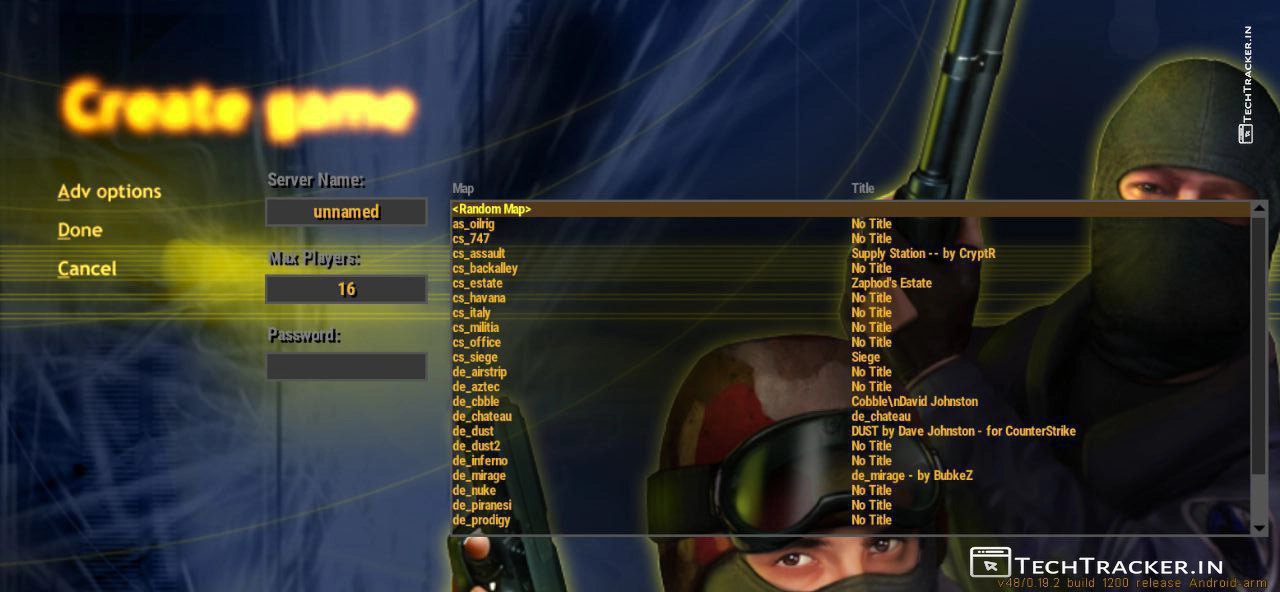 TECHTRACKER.IN
Create game
Adv options
Done
Cancel
Server Name:
unnamed
Max Players:
16
Password:
Map Title
<Random Map>
as_oilrig No Title
cs_747 No Title
cs_assault Supply Station -- by CryptR
cs_backalley No Title
cs_estate Zaphod's Estate
cs_havana No Title
cs_italy No Title
cs_militia No Title
cs_office No Title
cs_siege Siege
de_airstrip No Title
de_aztec No Title
de_cbble Cobble\nDavid Johnston
de_chateau de_chateau
de_dust DUST by Dave Johnston - for CounterStrike
de_dust2 No Title
de_inferno No Title
de_mirage de_mirage - by BubkeZ
de_nuke No Title
de_piranesi No Title
de_prodigy No Title
TECHTRACKER.IN
v48/0.19.2 build 1200 release Android-arm